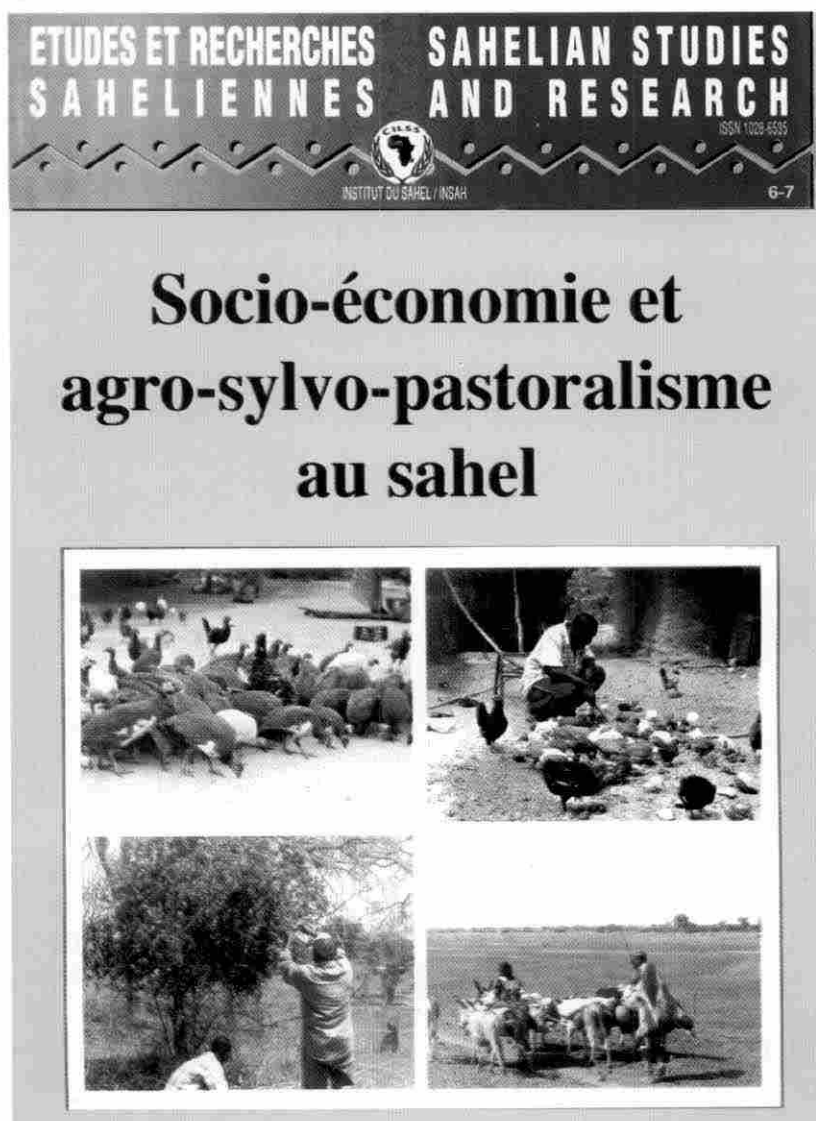 ETUDES ET RECHERCHES
SAHELIENNES
SAHELIAN STUDIES
AND RESEARCH
ISSN 1028-6535
CILSS
INSTITUT DU SAHEL / INSAH
6-7
Socio-économie et
agro-sylvo-pastoralisme
au sahel